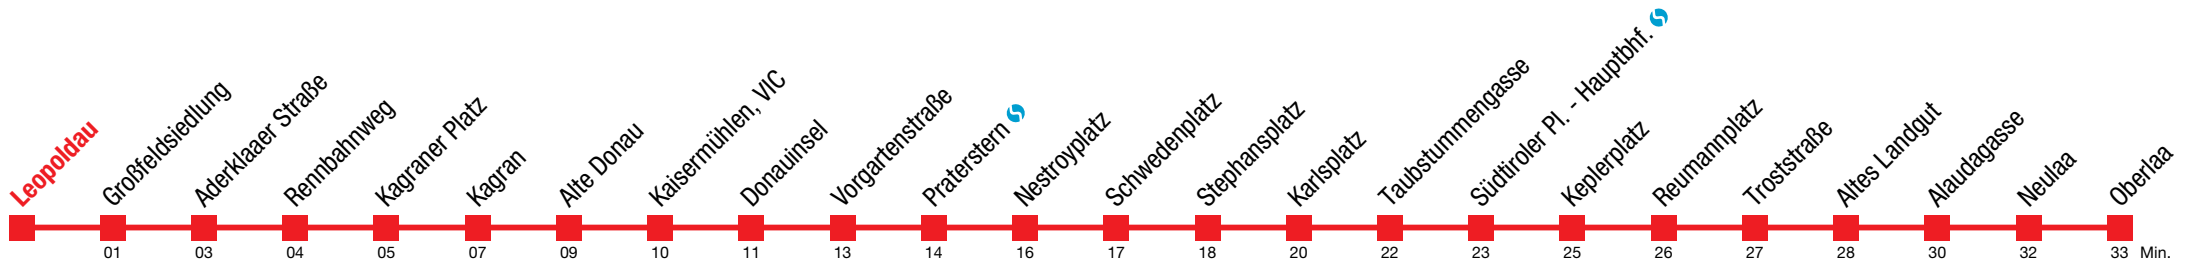 Leopoldau
Großfeldsiedlung
Aderklaaer Straße
Rennbahnweg
Kagraner Platz
Kagran
Alte Donau
Kaisermühlen, VIC
Donauinsel
Vorgartenstraße
Praterstern
Nestroyplatz
Schwedenplatz
Stephansplatz
Karlsplatz
Taubstummengasse
Südtiroler Pl. - Hauptbhf.
Keplerplatz
Reumannplatz
Troststraße
Altes Landgut
Alaudagasse
Neulaa
Oberlaa
01 03 04 05 07 09 10 11 13 14 16 17 18 20 22 23 25 26 27 28 30 32 33 Min.